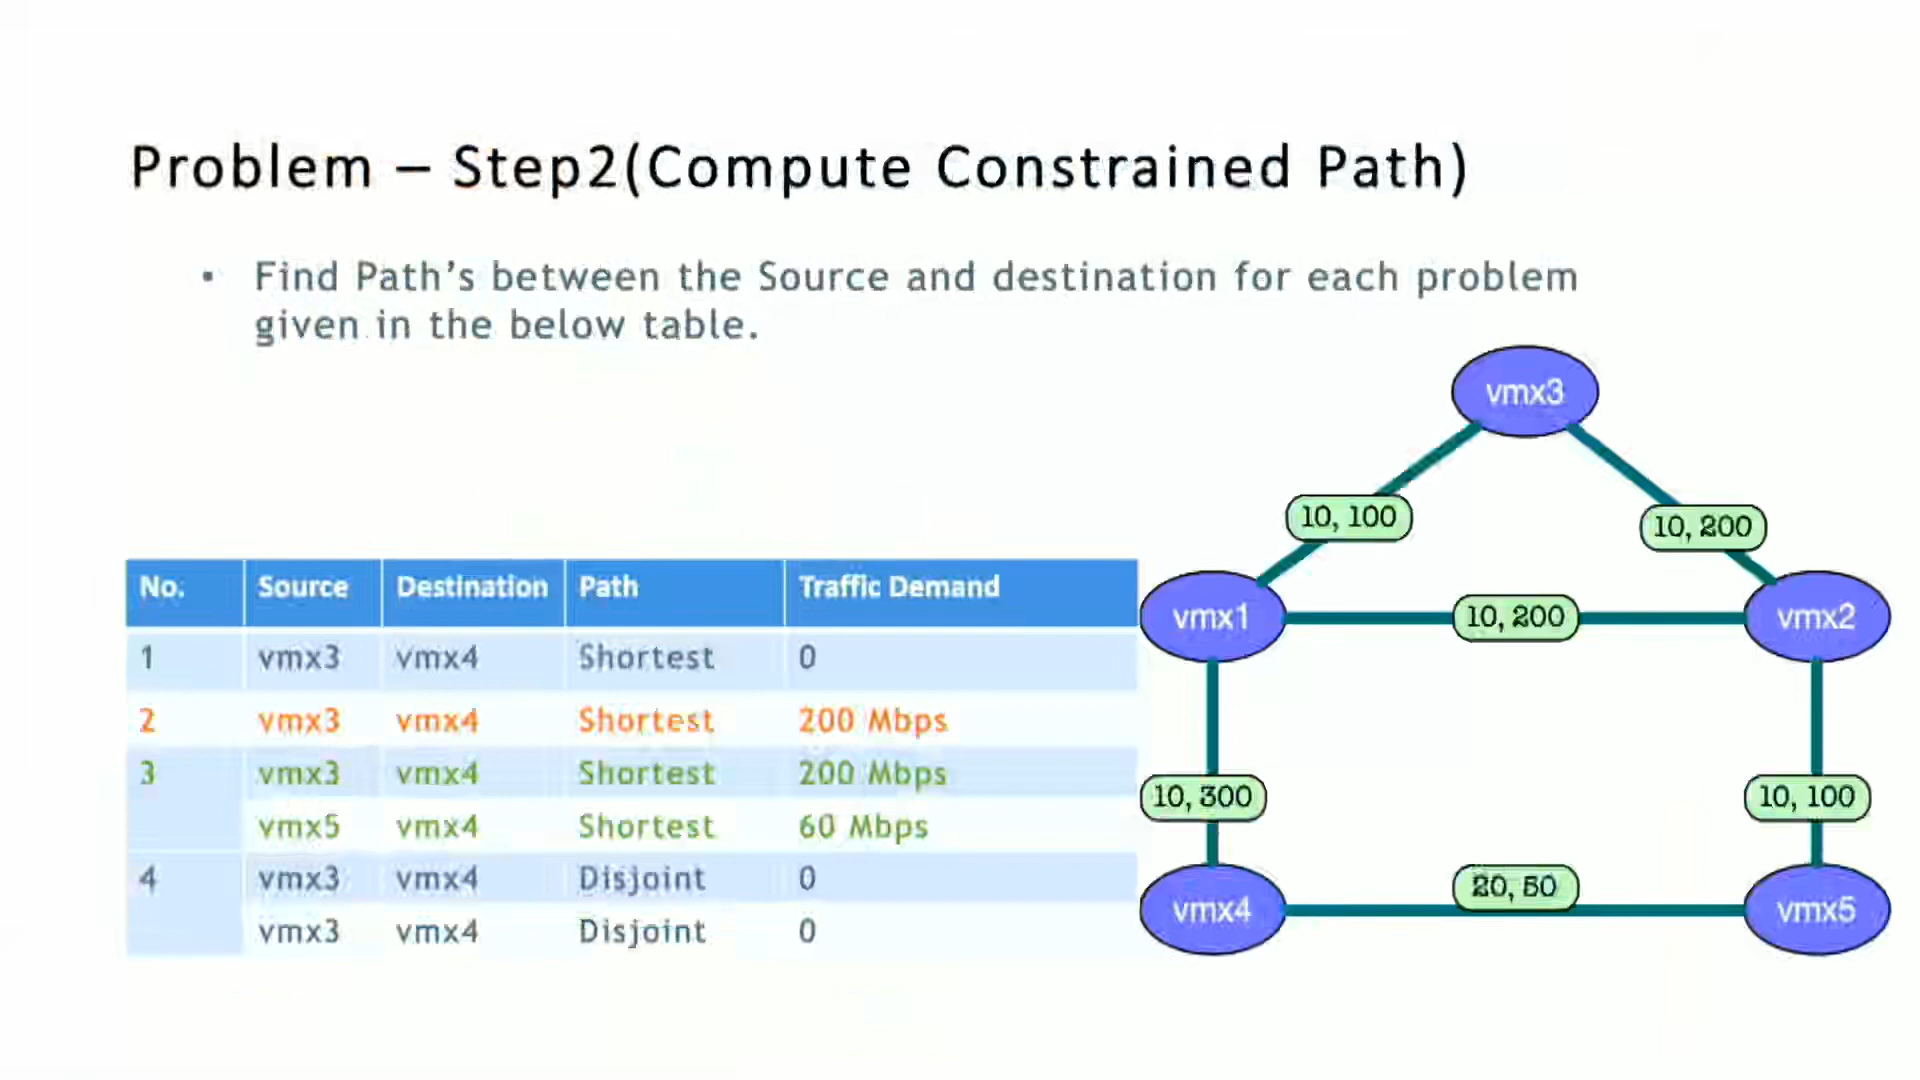 Problem – Step2(Compute Constrained Path)
• Find Path's between the Source and destination for each problem
given in the below table.
vmx3
10, 100
10, 200
No. Source Destination Path Traffic Demand
vmx1
10, 200
vmx2
1 vmx3 vmx4 Shortest 0
2 vmx3 vmx4 Shortest 200 Mbps
3 vmx3 vmx4 Shortest 200 Mbps
vmx5 vmx4 Shortest 60 Mbps
10, 300
10, 100
4 vmx3 vmx4 Disjoint 0
vmx3 vmx4 Disjoint 0
20, 50
vmx4
vmx5